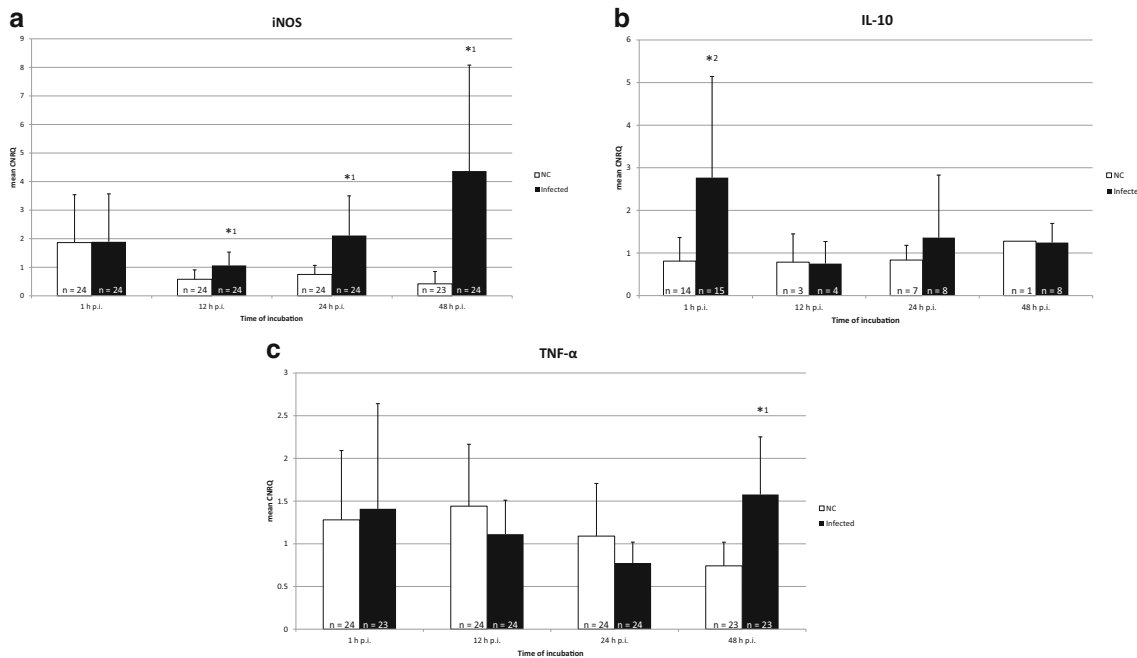 a
iNOS
9
8
7
6
5
4
3
2
1
0
mean CNRQ
*1
*1
*1
n = 24 n = 24
n = 24 n = 24
n = 24 n = 24
n = 23 n = 24
1 h p.i. 12 h p.i. 24 h p.i. 48 h p.i.
Time of incubation
NC
Infected
b
IL-10
6
5
4
3
2
1
0
mean CNRQ
*2
n = 14 n = 15
n = 3 n = 4
n = 7 n = 8
n = 1 n = 8
1 h p.i. 12 h p.i. 24 h p.i. 48 h p.i.
Time of incubation
NC
Infecte
c
TNF-α
3
2.5
2
1.5
1
0.5
0
mean CNRQ
*1
n = 24 n = 23
n = 24 n = 24
n = 24 n = 24
n = 23 n = 23
1 h p.i. 12 h p.i. 24 h p.i. 48 h p.i.
Time of incubation
NC
Infected